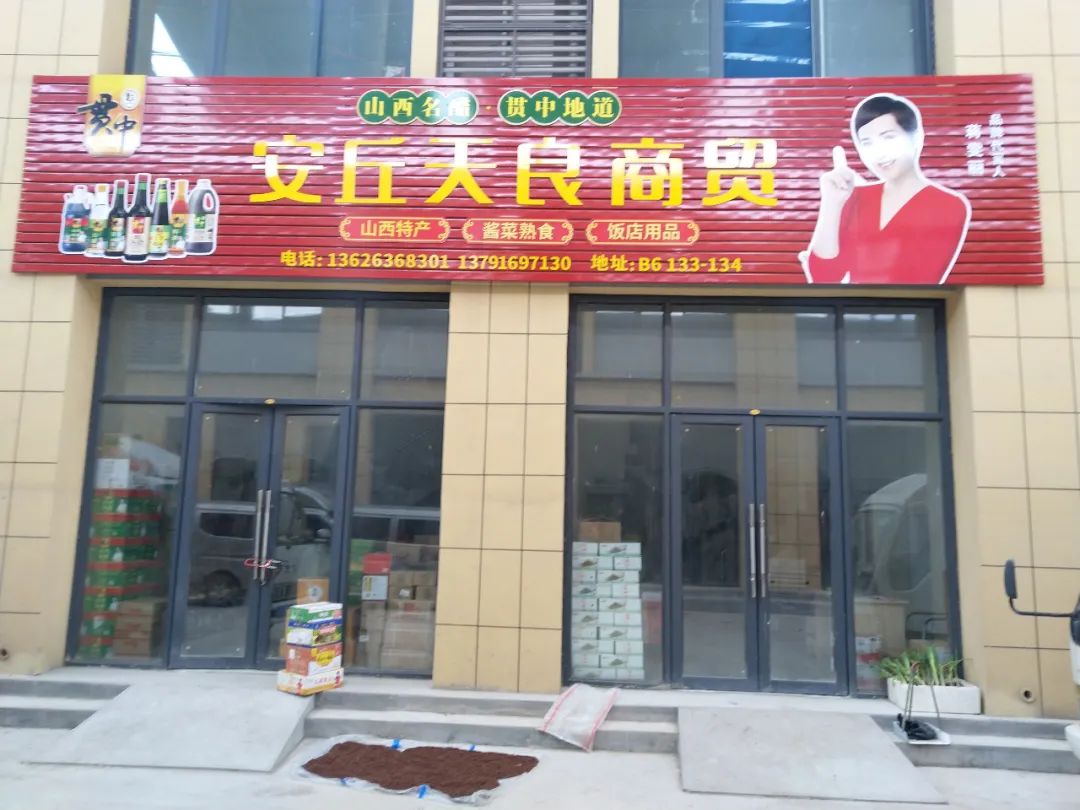 贯中
山西名醋·贯中地道
安丘天良商贸
山西特产 酱菜熟食 饭店用品
电话:13626368301 13791697130 地址:B6 133-134
品牌代言人
蒋雯丽